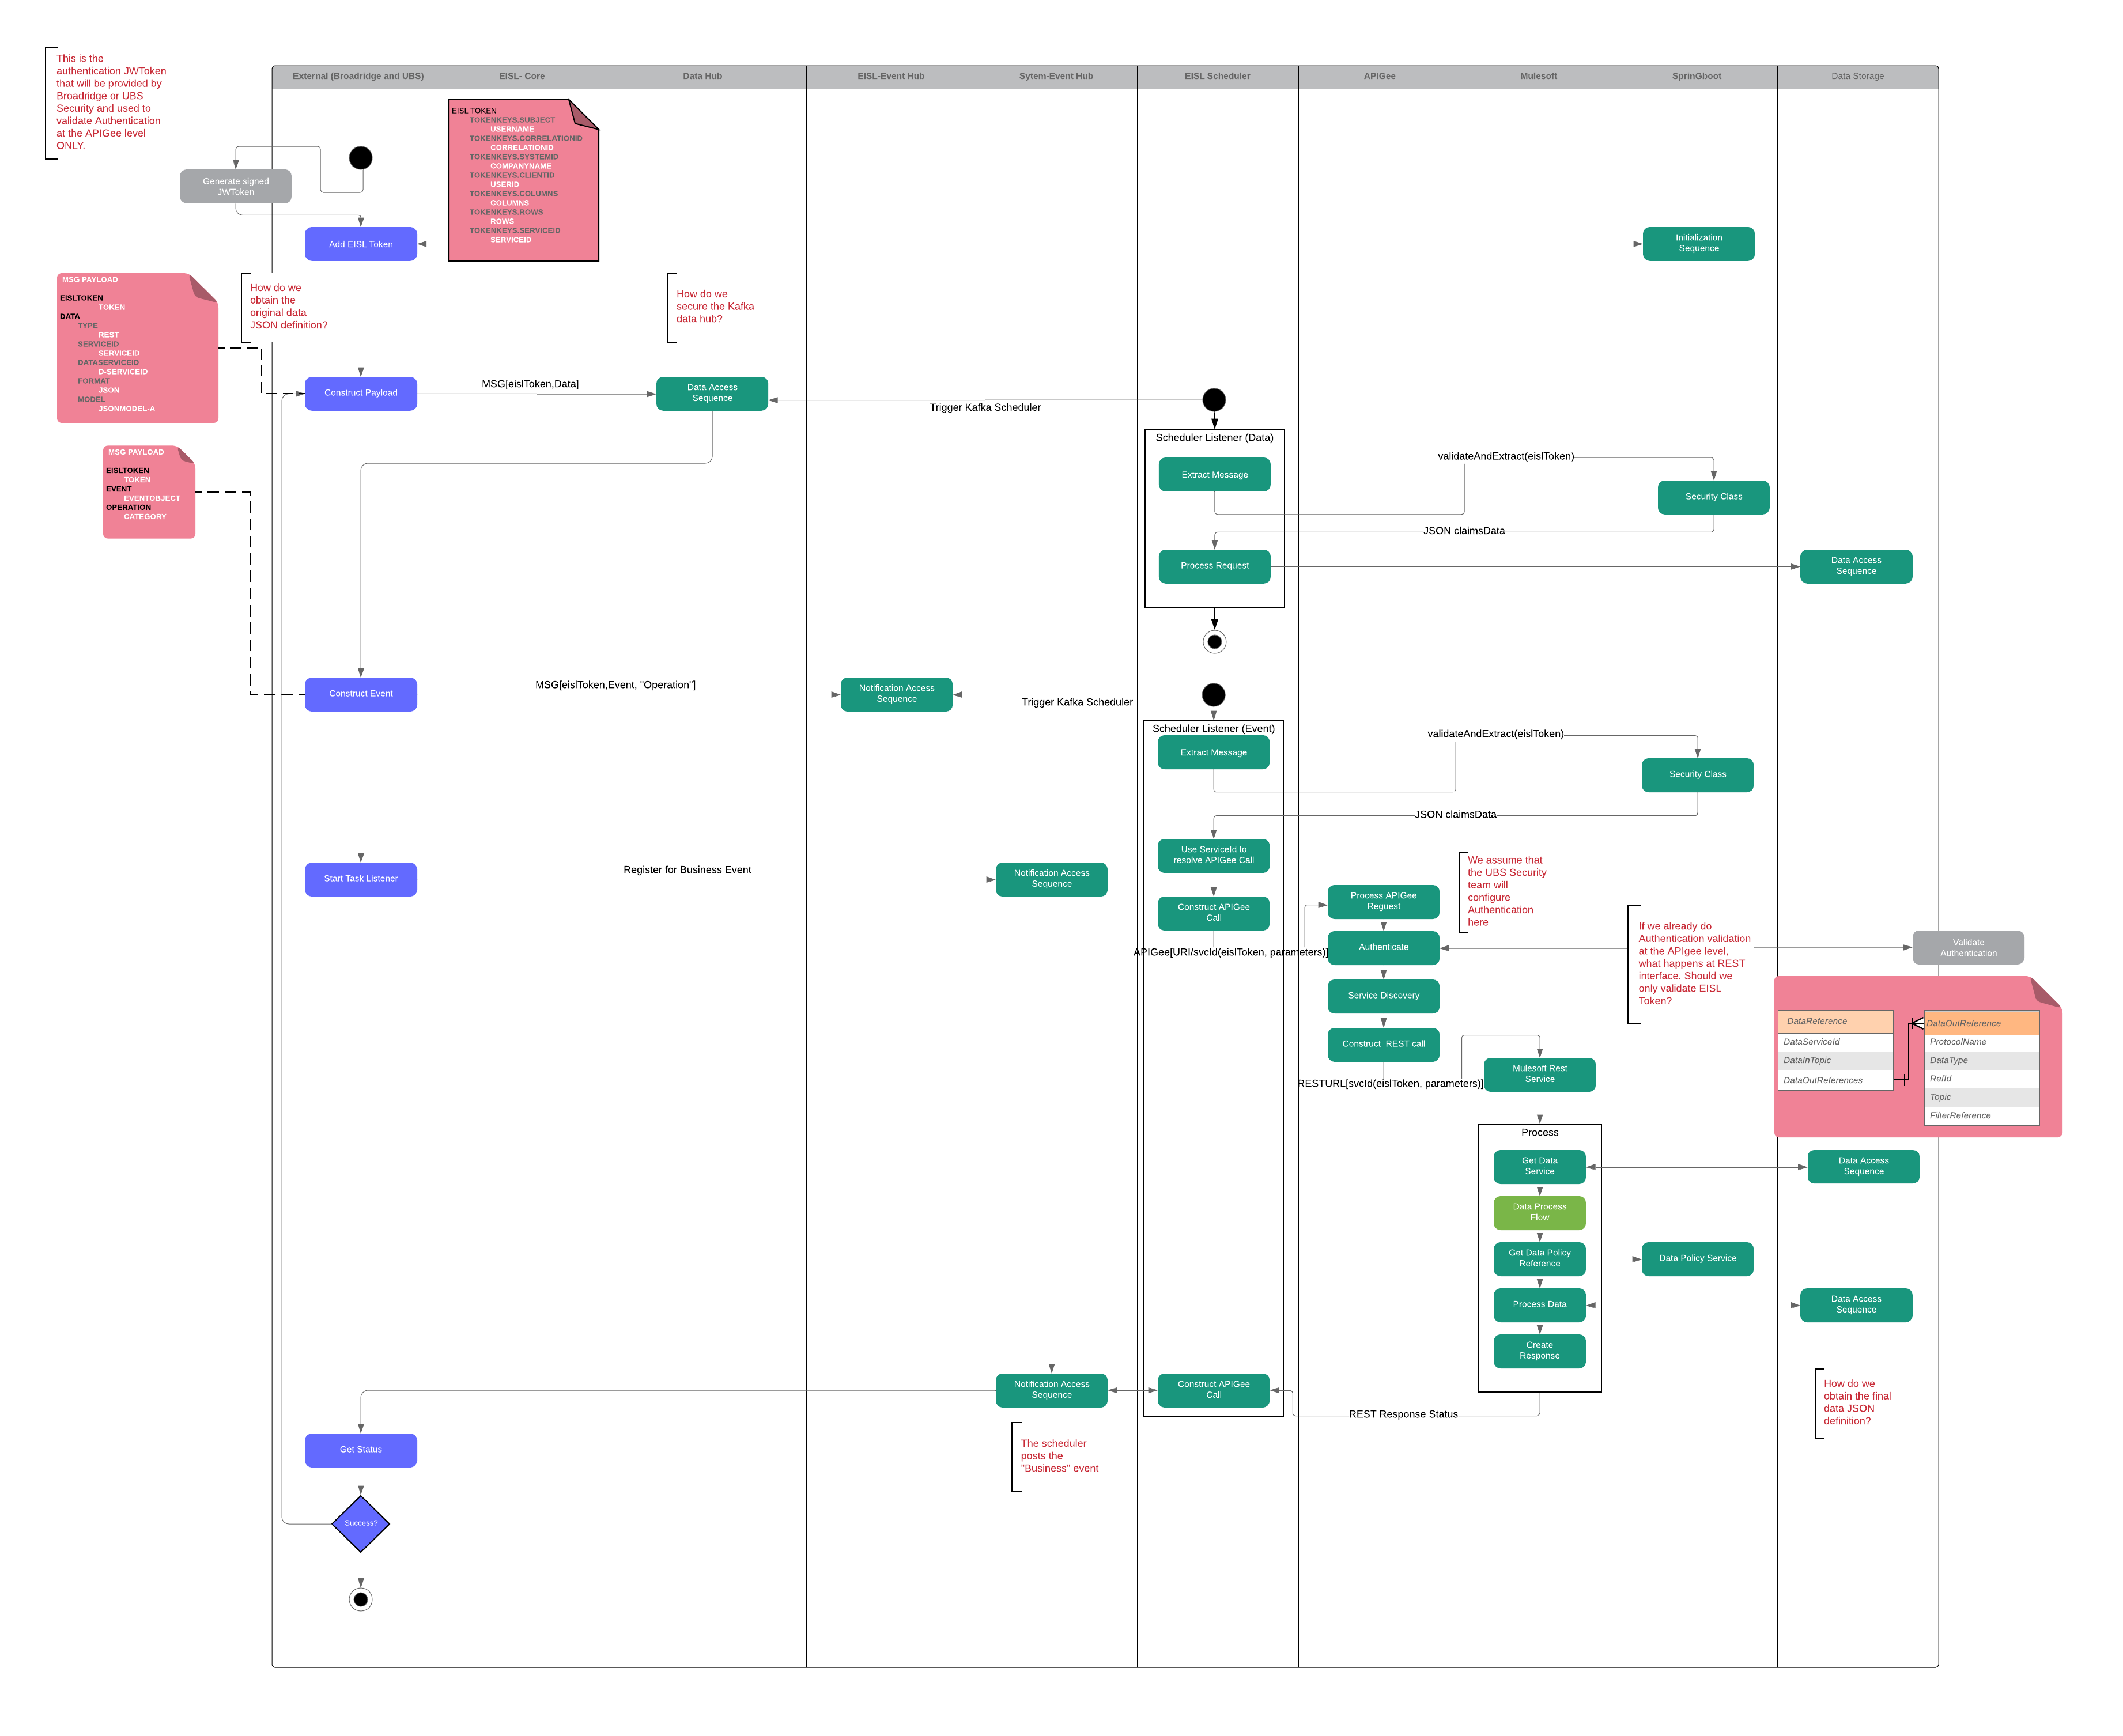 This is the
authentication JWToken
that will be provided by
Broadridge or UBS
Security and used to
validate Authentication
at the APIGee level
ONLY.
External (Broadridge and UBS)
EISL- Core
Data Hub
EISL-Event Hub
Sytem-Event Hub
EISL Scheduler
APIGee
Mulesoft
SprinGboot
Data Storage
EISL TOKEN
TOKENKEYS.SUBJECT
USERNAME
TOKENKEYS.CORRELATIONID
CORRELATIONID
TOKENKEYS.SYSTEMID
COMPANYNAME
TOKENKEYS.CLIENTID
USERID
TOKENKEYS.COLUMNS
COLUMNS
TOKENKEYS.ROWS
ROWS
TOKENKEYS.SERVICEID
SERVICEID
Generate signed
JWToken
Add EISL Token
Initialization
Sequence
MSG PAYLOAD
EISLTOKEN
TOKEN
DATA
TYPE
REST
SERVICEID
SERVICEID
DATASERVICEID
D-SERVICEID
FORMAT
JSON
MODEL
JSONMODEL-A
How do we
obtain the
original data
JSON definition?
How do we
secure the Kafka
data hub?
Construct Payload
MSG[eislToken,Data]
Data Access
Sequence
Trigger Kafka Scheduler
Scheduler Listener (Data)
Extract Message
validateAndExtract(eislToken)
Security Class
JSON claimsData
Process Request
Data Access
Sequence
MSG PAYLOAD
EISLTOKEN
TOKEN
EVENT
EVENTOBJECT
OPERATION
CATEGORY
Construct Event
MSG[eislToken,Event, "Operation"]
Notification Access
Sequence
Trigger Kafka Scheduler
Scheduler Listener (Event)
Extract Message
validateAndExtract(eislToken)
Security Class
JSON claimsData
Use ServiceId to
resolve APIGee Call
Start Task Listener
Register for Business Event
Notification Access
Sequence
Construct APIGee
Call
APIGee[URI/svcId(eislToken, parameters)]
Process APIGee
Reguest
We assume that
the UBS Security
team will
configure
Authentication
here
Authenticate
If we already do
Authentication validation
at the APIgee level,
what happens at REST
interface. Should we
only validate EISL
Token?
Validate
Authentication
Service Discovery
Construct  REST call
RESTURL[svcId(eislToken, parameters)]
Mulesoft Rest
Service
DataReference
DataServiceId
DataInTopic
DataOutReferences
DataOutReference
ProtocolName
DataType
RefId
Topic
FilterReference
Process
Get Data
Service
Data Access
Sequence
Data Process
Flow
Get Data Policy
Reference
Data Policy Service
Process Data
Data Access
Sequence
Create
Response
Notification Access
Sequence
Construct APIGee
Call
REST Response Status
How do we
obtain the final
data JSON
definition?
Get Status
The scheduler
posts the
"Business" event
Success?